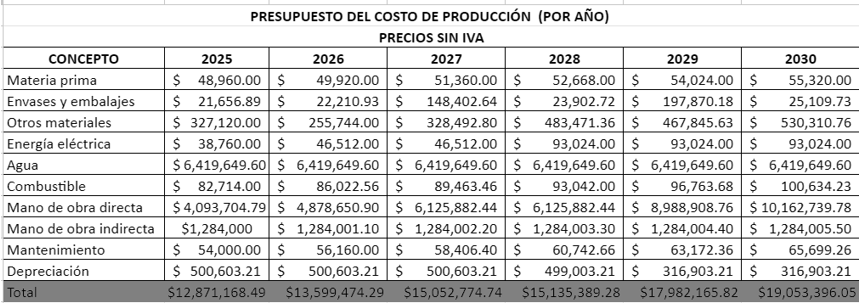 PRESUPUESTO DEL COSTO DE PRODUCCIÓN (POR AÑO)
PRECIOS SIN IVA
CONCEPTO 2025 2026 2027 2028 2029 2030
Materia prima $ 48,960.00 $ 49,920.00 $ 51,360.00 $ 52,668.00 $ 54,024.00 $ 55,320.00
Envases y embalajes $ 21,656.89 $ 22,210.93 $ 148,402.64 $ 23,902.72 $ 197,870.18 $ 25,109.73
Otros materiales $ 327,120.00 $ 255,744.00 $ 328,492.80 $ 483,471.36 $ 467,845.63 $ 530,310.76
Energía eléctrica $ 38,760.00 $ 46,512.00 $ 46,512.00 $ 93,024.00 $ 93,024.00 $ 93,024.00
Agua $ 6,419,649.60 $ 6,419,649.60 $ 6,419,649.60 $ 6,419,649.60 $ 6,419,649.60 $ 6,419,649.60
Combustible $ 82,714.00 $ 86,022.56 $ 89,463.46 $ 93,042.00 $ 96,763.68 $ 100,634.23
Mano de obra directa $ 4,093,704.79 $ 4,878,650.90 $ 6,125,882.44 $ 6,125,882.44 $ 8,988,908.76 $ 10,162,739.78
Mano de obra indirecta $1,284,000 $ 1,284,001.10 $ 1,284,002.20 $ 1,284,003.30 $ 1,284,004.40 $ 1,284,005.50
Mantenimiento $ 54,000.00 $ 56,160.00 $ 58,406.40 $ 60,742.66 $ 63,172.36 $ 65,699.26
Depreciación $ 500,603.21 $ 500,603.21 $ 500,603.21 $ 499,003.21 $ 316,903.21 $ 316,903.21
Total $12,871,168.49 $13,599,474.29 $15,052,774.74 $15,135,389.28 $17,982,165.82 $19,053,396.05